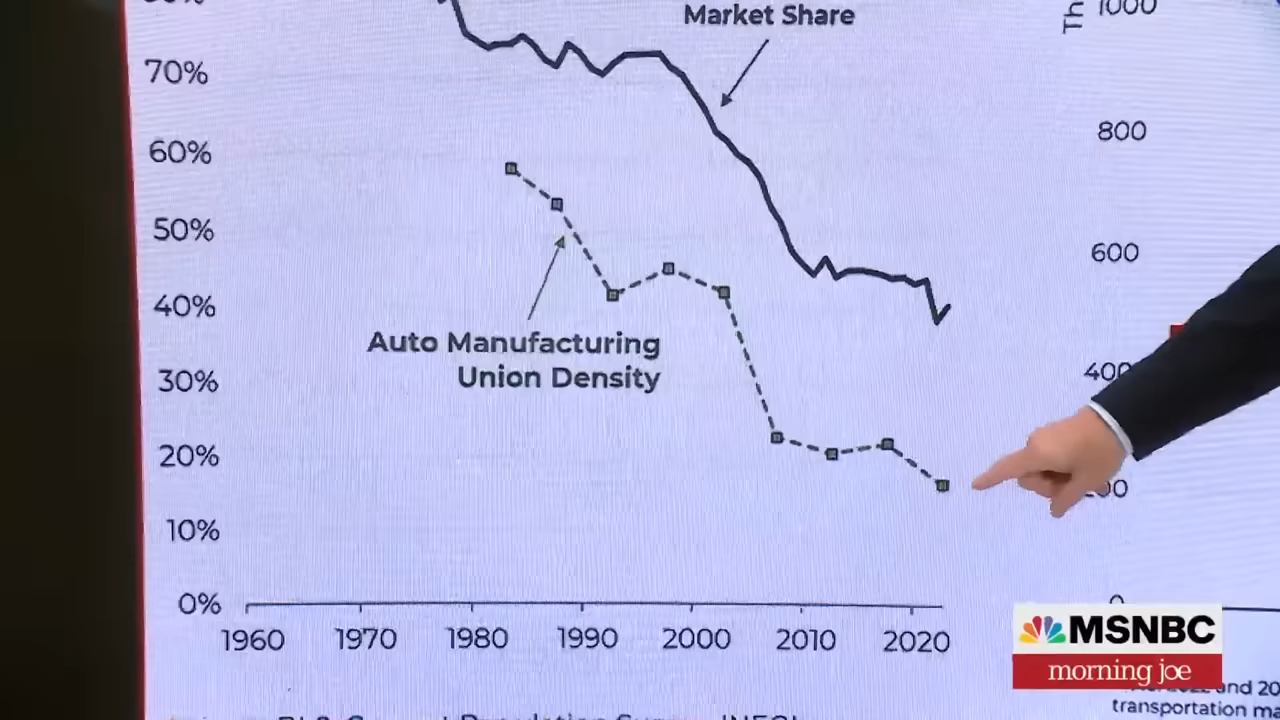 Market Share
70%
60%
50%
40%
30%
20%
10%
0%
Auto Manufacturing
Union Density
1960 1970 1980 1990 2000 2010 2020
1000
800
600
400
0
MSNBC
morning joe
and 20
transportation ma